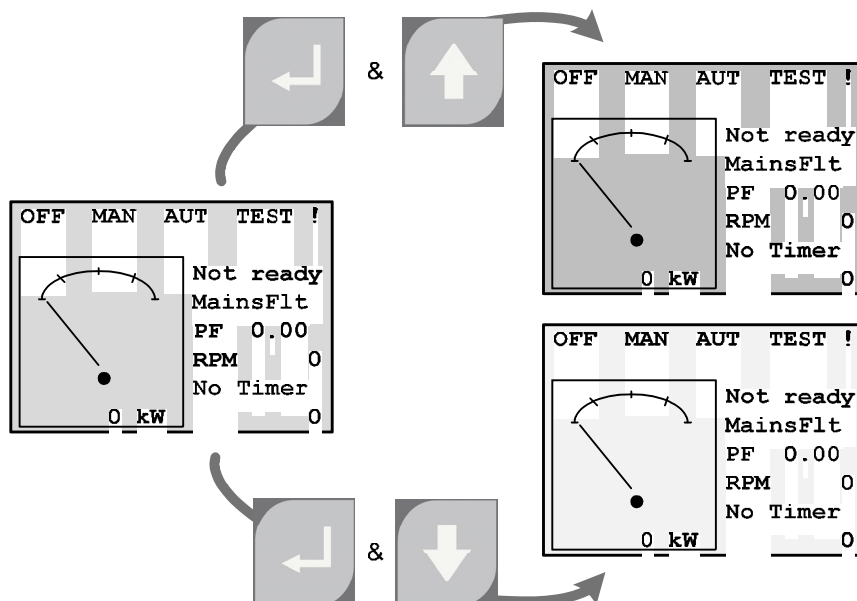 &
OFF MAN AUT TEST !
Not ready
MainsFlt
PF 0.00
RPM 0
No Timer
0 kW 0
OFF MAN AUT TEST !
Not ready
MainsFlt
PF 0.00
RPM 0
No Timer
0 kW 0
OFF MAN AUT TEST !
Not ready
MainsFlt
PF 0.00
RPM 0
No Timer
0 kW 0
&